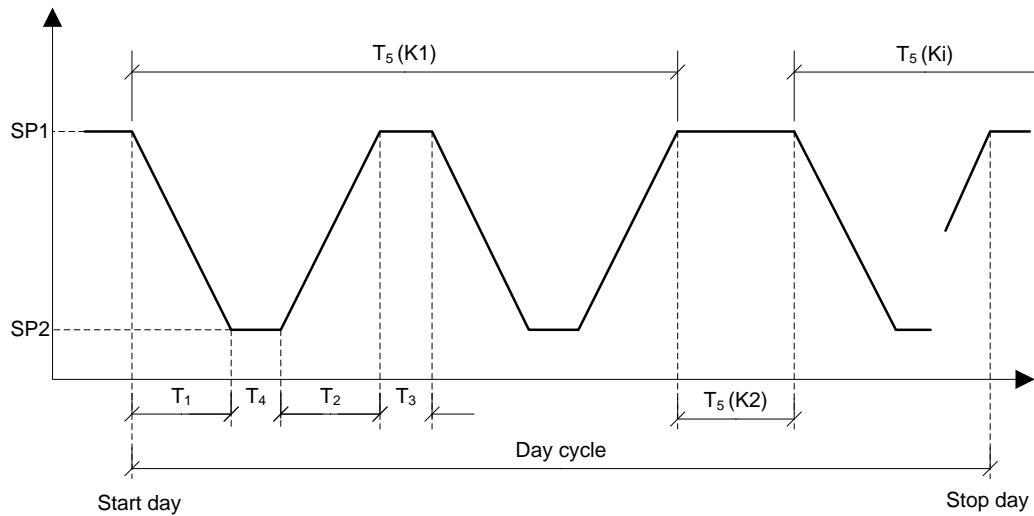 T₅ (K1)
T₅ (Ki)
SP1
SP2
T₁
T₄
T₂
T₃
T₅ (K2)
Day cycle
Start day
Stop day